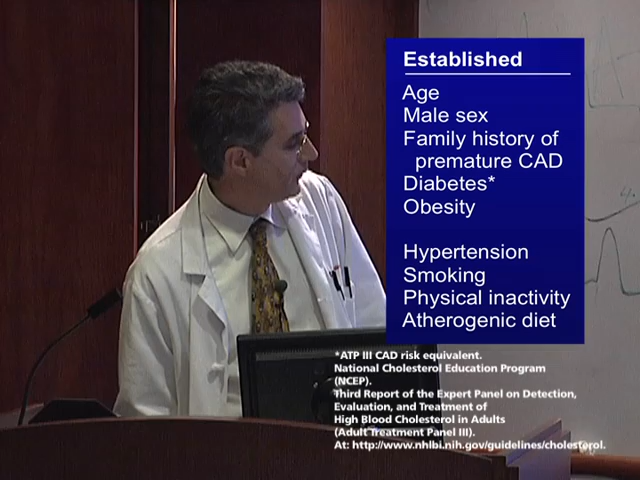 Established
Age
Male sex
Family history of
premature CAD
Diabetes*
Obesity
Hypertension
Smoking
Physical inactivity
Atherogenic diet
*ATP III CAD risk equivalent.
National Cholesterol Education Program
(NCEP).
Third Report of the Expert Panel on Detection,
Evaluation, and Treatment of
High Blood Cholesterol in Adults
(Adult Treatment Panel III).
At: http://www.nhlbi.nih.gov/guidelines/cholesterol.